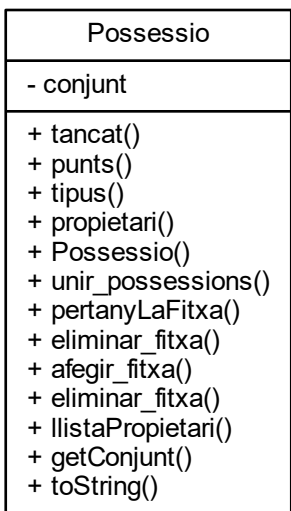 Possessio
- conjunt
+ tancat()
+ punts()
+ tipus()
+ propietari()
+ Possessio()
+ unir_possessions()
+ pertanyLaFitxa()
+ eliminar_fitxa()
+ afegir_fitxa()
+ eliminar_fitxa()
+ llistaPropietari()
+ getConjunt()
+ toString()